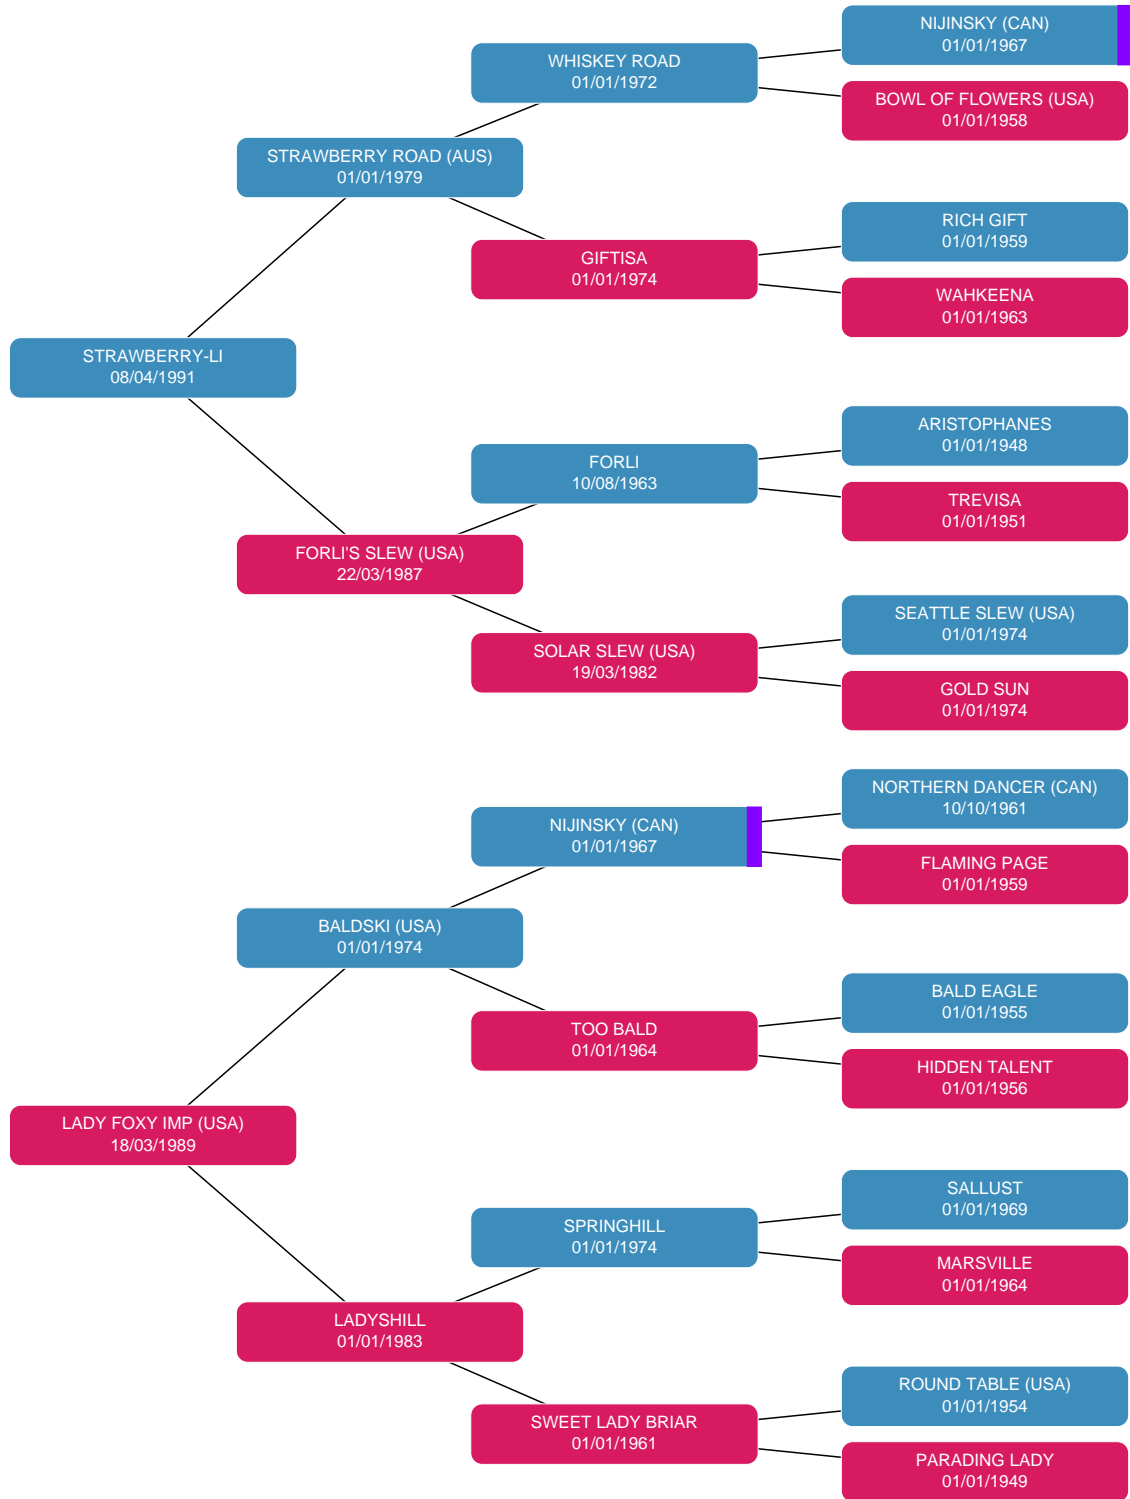 NIJINSKY (CAN)
01/01/1967
WHISKEY ROAD
01/01/1972
BOWL OF FLOWERS (USA)
01/01/1958
STRAWBERRY ROAD (AUS)
01/01/1979
RICH GIFT
01/01/1959
GIFTISA
01/01/1974
WAHKEENA
01/01/1963
STRAWBERRY-LI
08/04/1991
ARISTOPHANES
01/01/1948
FORLI
10/08/1963
TREVISA
01/01/1951
FORLI'S SLEW (USA)
22/03/1987
SEATTLE SLEW (USA)
01/01/1974
SOLAR SLEW (USA)
19/03/1982
GOLD SUN
01/01/1974
NORTHERN DANCER (CAN)
10/10/1961
NIJINSKY (CAN)
01/01/1967
FLAMING PAGE
01/01/1959
BALDSKI (USA)
01/01/1974
BALD EAGLE
01/01/1955
TOO BALD
01/01/1964
HIDDEN TALENT
01/01/1956
LADY FOXY IMP (USA)
18/03/1989
SALLUST
01/01/1969
SPRINGHILL
01/01/1974
MARSVILLE
01/01/1964
LADYSHILL
01/01/1983
ROUND TABLE (USA)
01/01/1954
SWEET LADY BRIAR
01/01/1961
PARADING LADY
01/01/1949